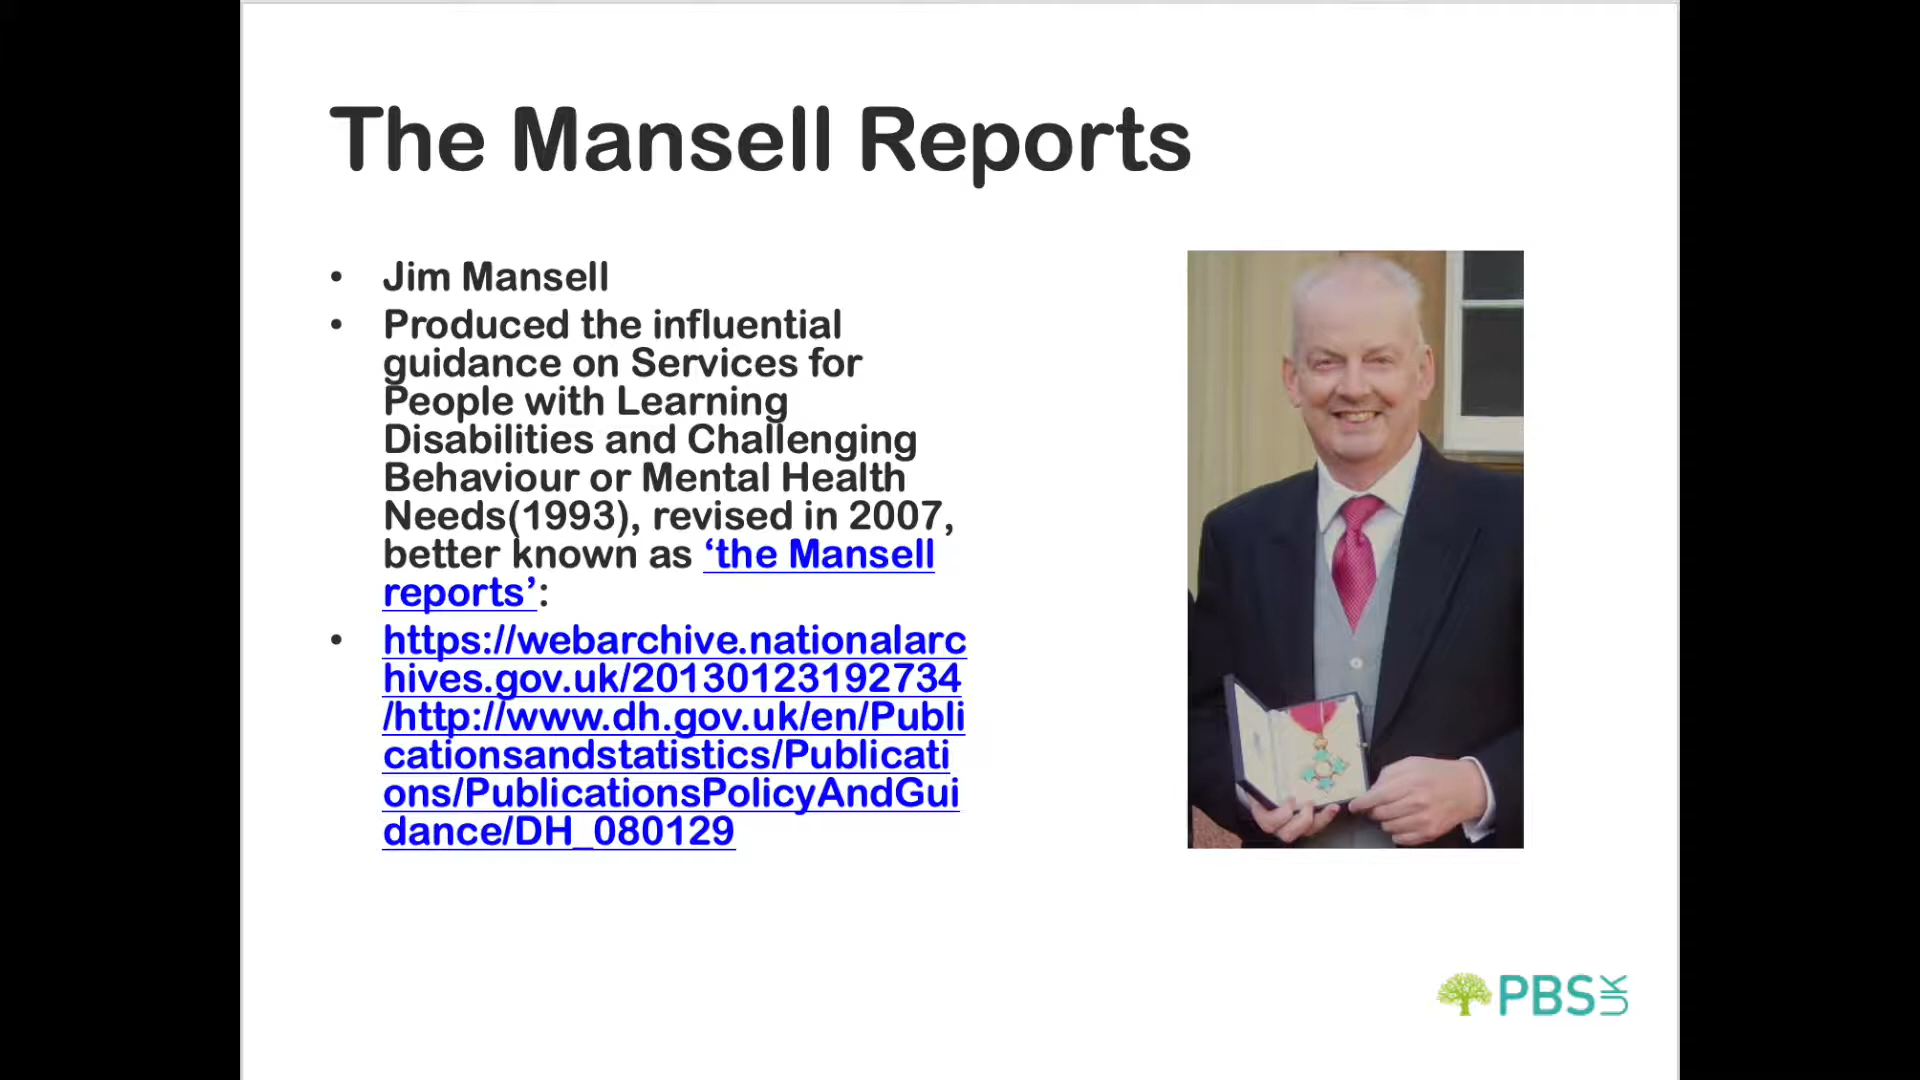 The Mansell Reports
• Jim Mansell
• Produced the influential
guidance on Services for
People with Learning
Disabilities and Challenging
Behaviour or Mental Health
Needs(1993), revised in 2007,
better known as ‘the Mansell
reports’:
• https://webarchive.nationalarc
hives.gov.uk/20130123192734
/http://www.dh.gov.uk/en/Publi
cationsandstatistics/Publicati
ons/PublicationsPolicyAndGui
dance/DH_080129
PBS UK